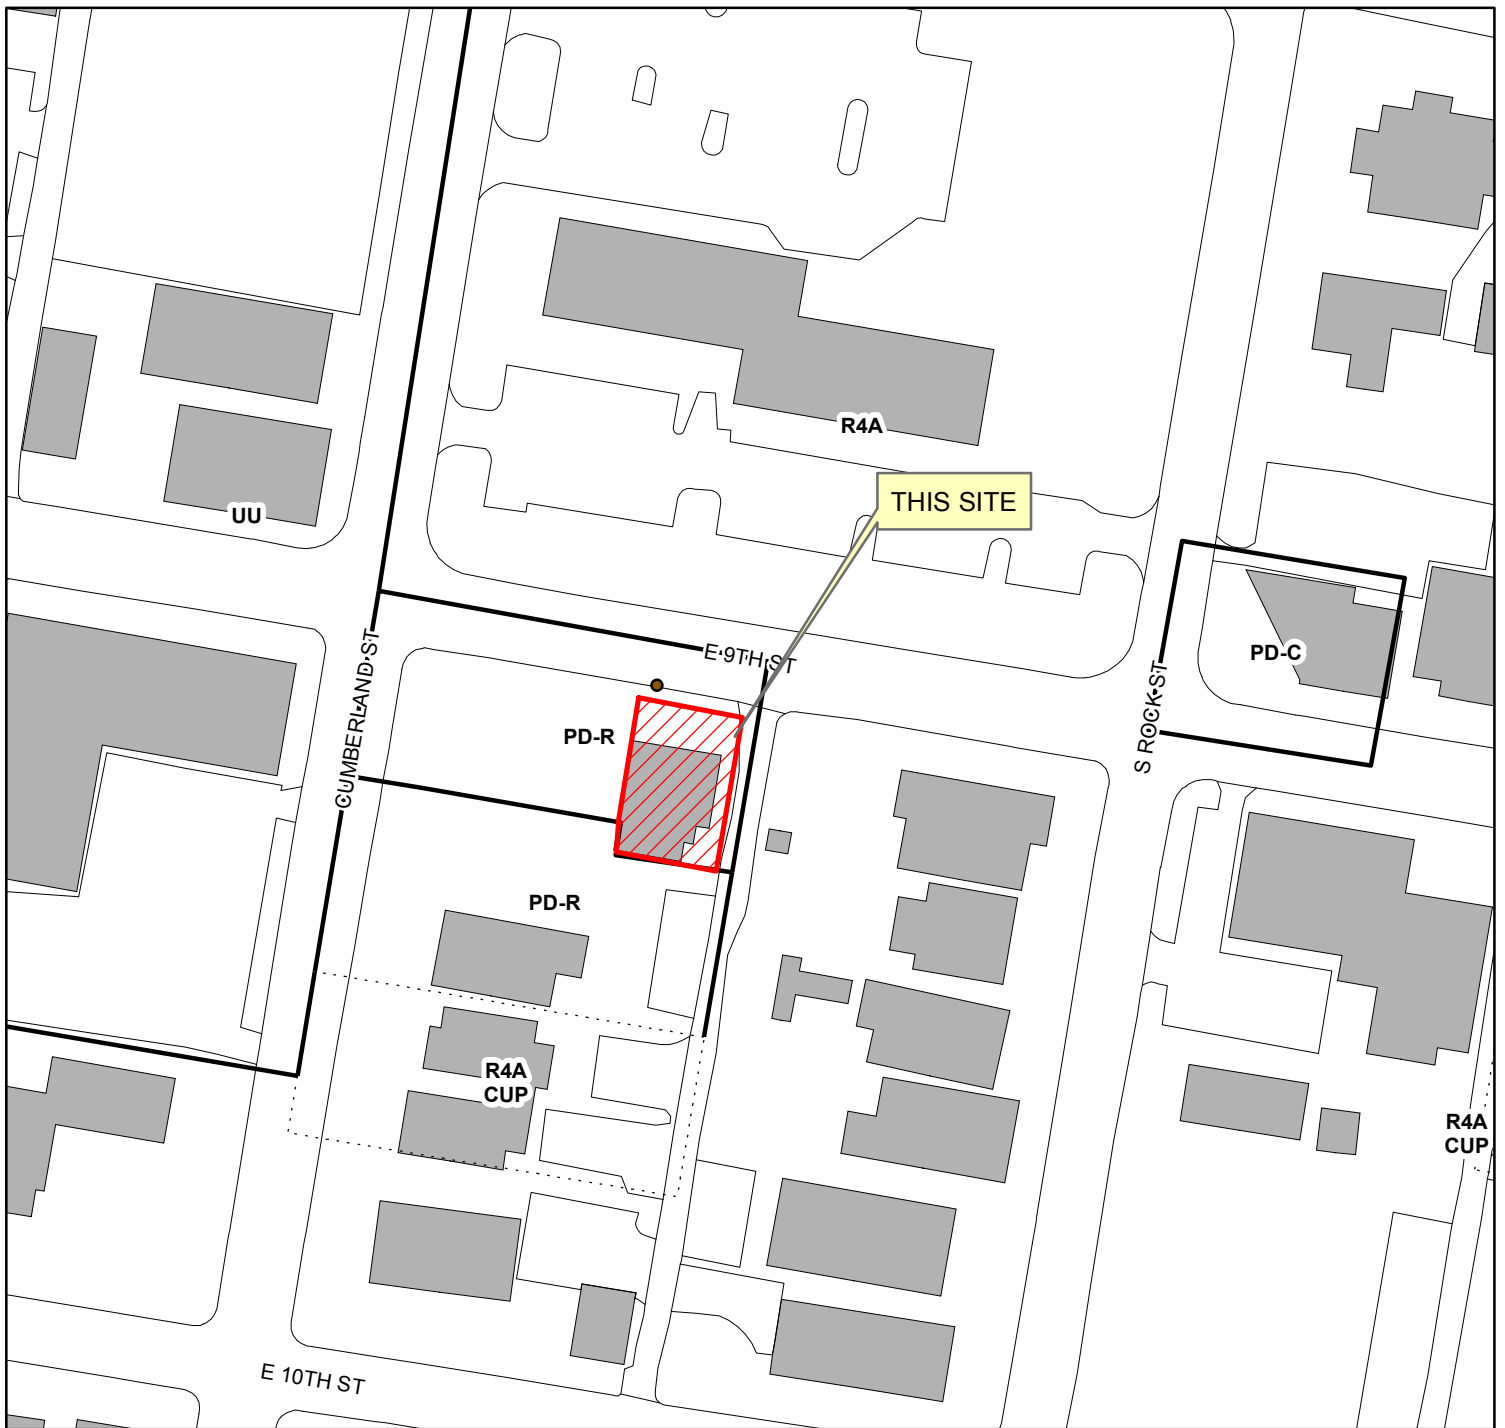 R4A
THIS SITE
UU
E 9TH ST
CUMBERLAND ST
PD-C
S ROCK ST
PD-R
PD-R
R4A
CUP
R4A
CUP
E 10TH ST